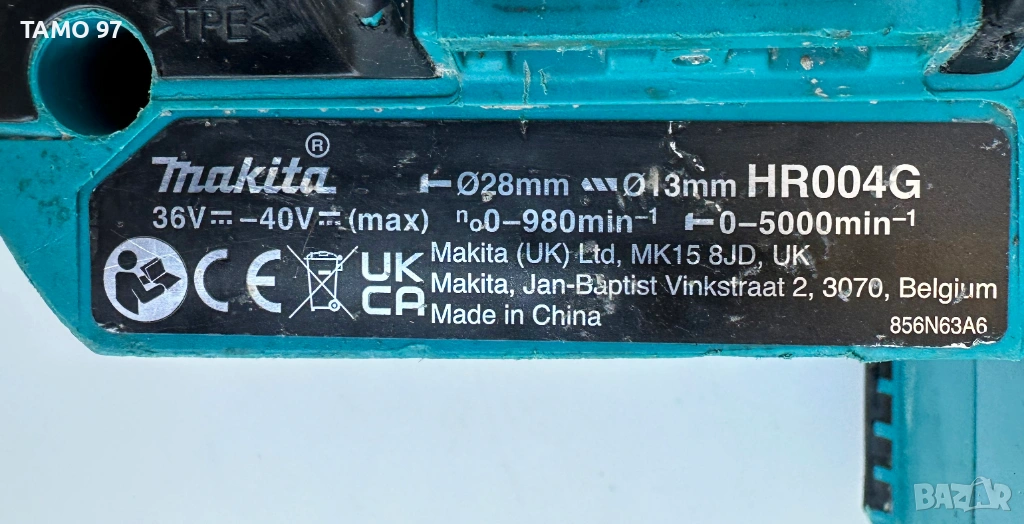 TAMO 97
>TPE<
makita®
Ø28mm Ø13mm HR004G
36V⎓-40V⎓(max) n₀0-980min⁻¹ 0-5000min⁻¹
CE UK CA
Makita (UK) Ltd, MK15 8JD, UK
Makita, Jan-Baptist Vinkstraat 2, 3070, Belgium
Made in China
856N63A6
BAZAR